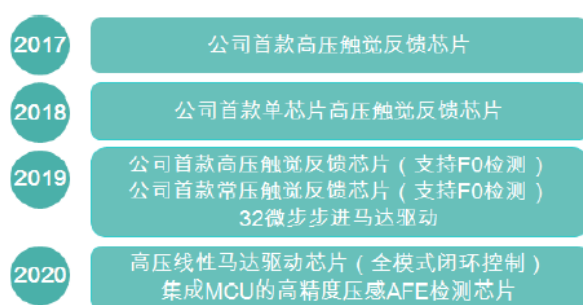 2017
公司首款高压触觉反馈芯片
2018
公司首款单芯片高压触觉反馈芯片
2019
公司首款高压触觉反馈芯片（支持F0检测）
公司首款常压触觉反馈芯片（支持F0检测）
32微步步进马达驱动
2020
高压线性马达驱动芯片（全模式闭环控制）
集成MCU的高精度压感AFE检测芯片